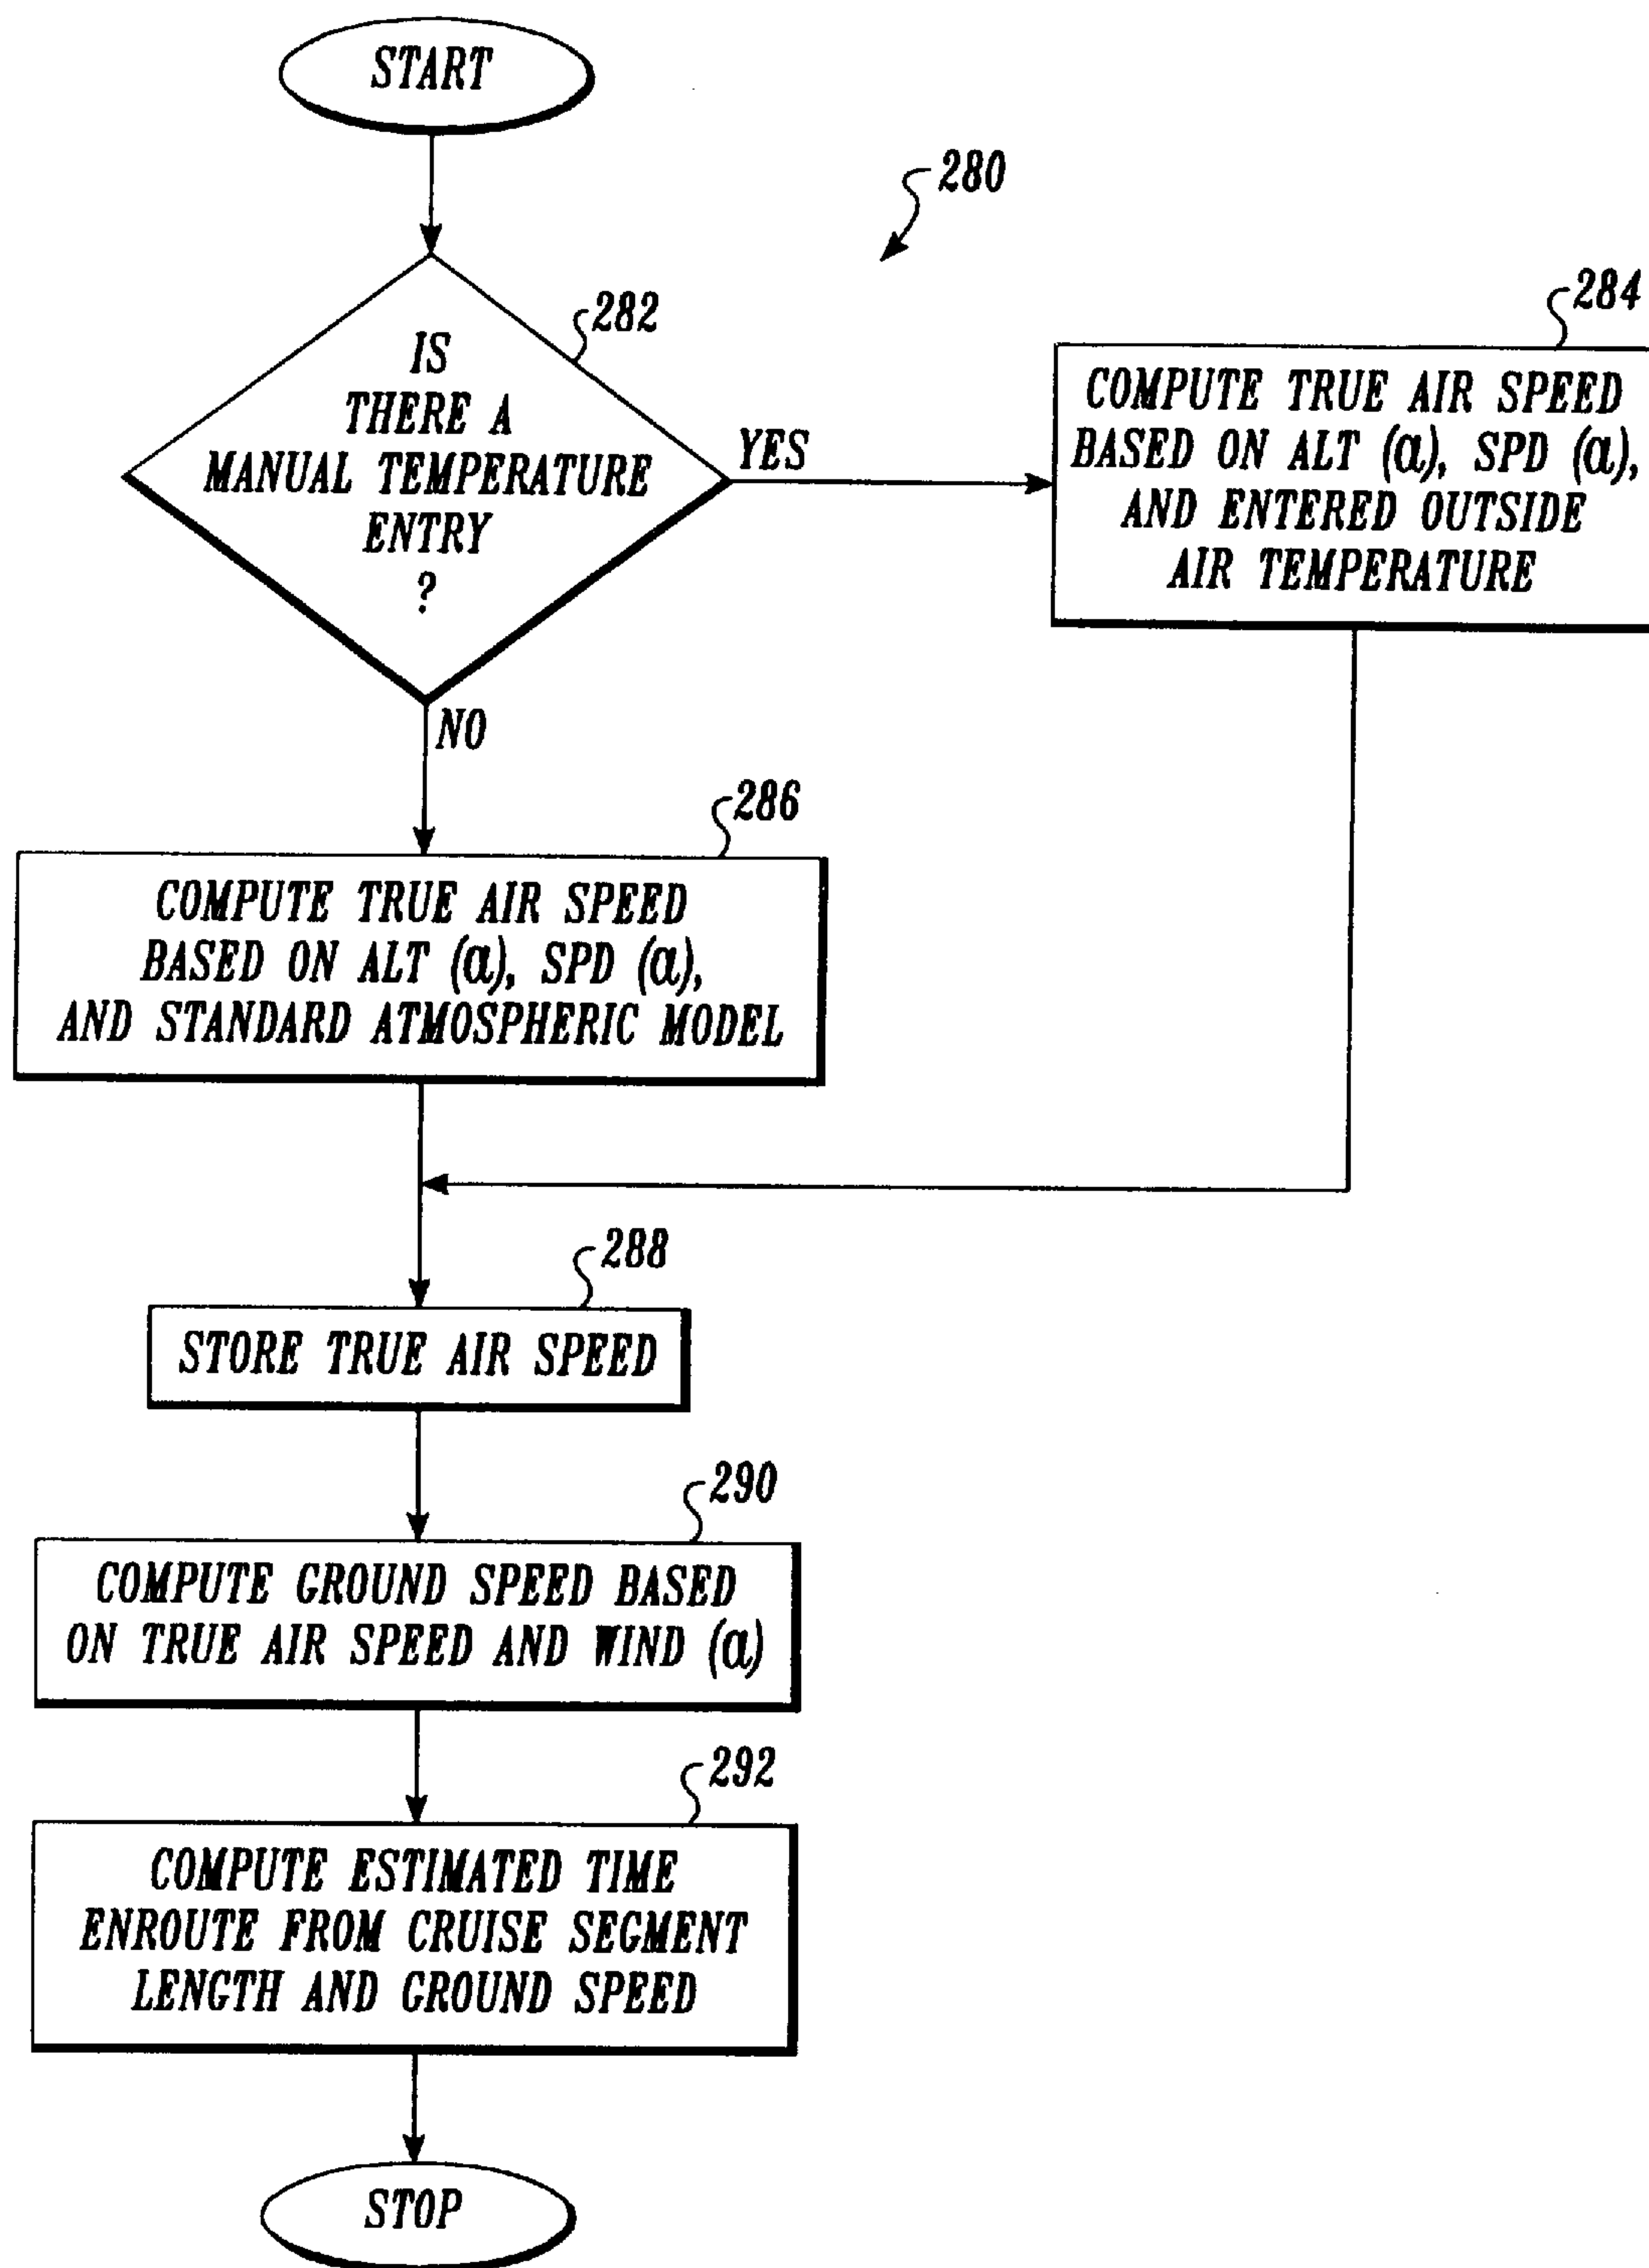 START
280
282
IS
THERE A
MANUAL TEMPERATURE
ENTRY
?
YES
NO
284
COMPUTE TRUE AIR SPEED
BASED ON ALT (α), SPD (α),
AND ENTERED OUTSIDE
AIR TEMPERATURE
286
COMPUTE TRUE AIR SPEED
BASED ON ALT (α), SPD (α),
AND STANDARD ATMOSPHERIC MODEL
288
STORE TRUE AIR SPEED
290
COMPUTE GROUND SPEED BASED
ON TRUE AIR SPEED AND WIND (α)
292
COMPUTE ESTIMATED TIME
ENROUTE FROM CRUISE SEGMENT
LENGTH AND GROUND SPEED
STOP